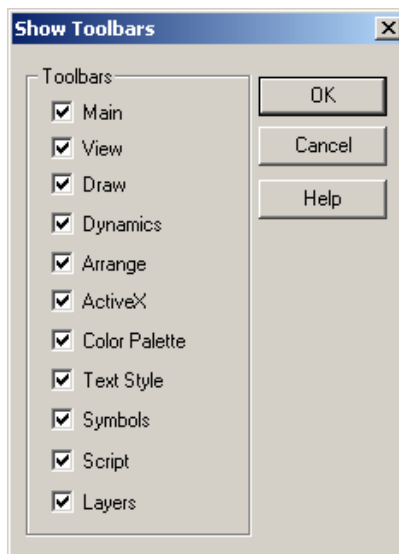 Show Toolbars
Toolbars
Main
View
Draw
Dynamics
Arrange
ActiveX
Color Palette
Text Style
Symbols
Script
Layers
OK
Cancel
Help